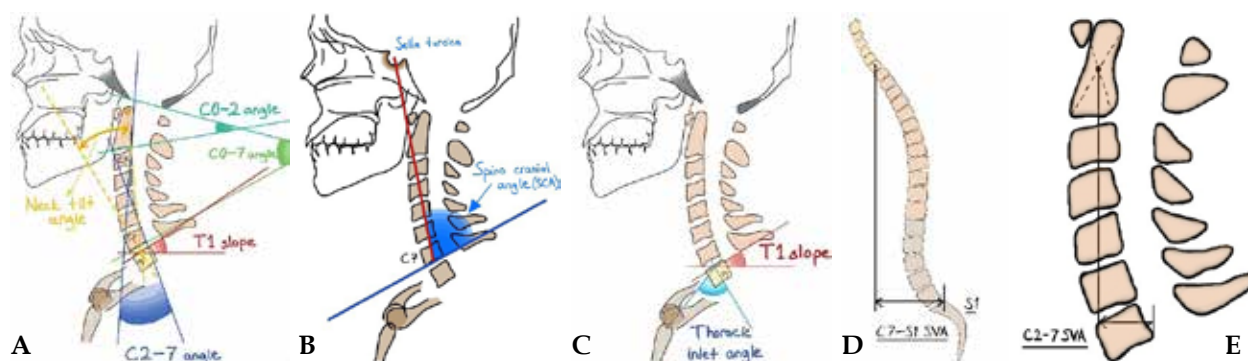 C0-2 angle
C0-7 angle
Neck tilt
angle
T1 slope
C2-7 angle
A
Sella turcica
Spino cranial
angle (SCA)
C7
B
T1 slope
Thoracic
inlet angle
C
S1
C7-S1 SVA
D
C2-7 SVA
E